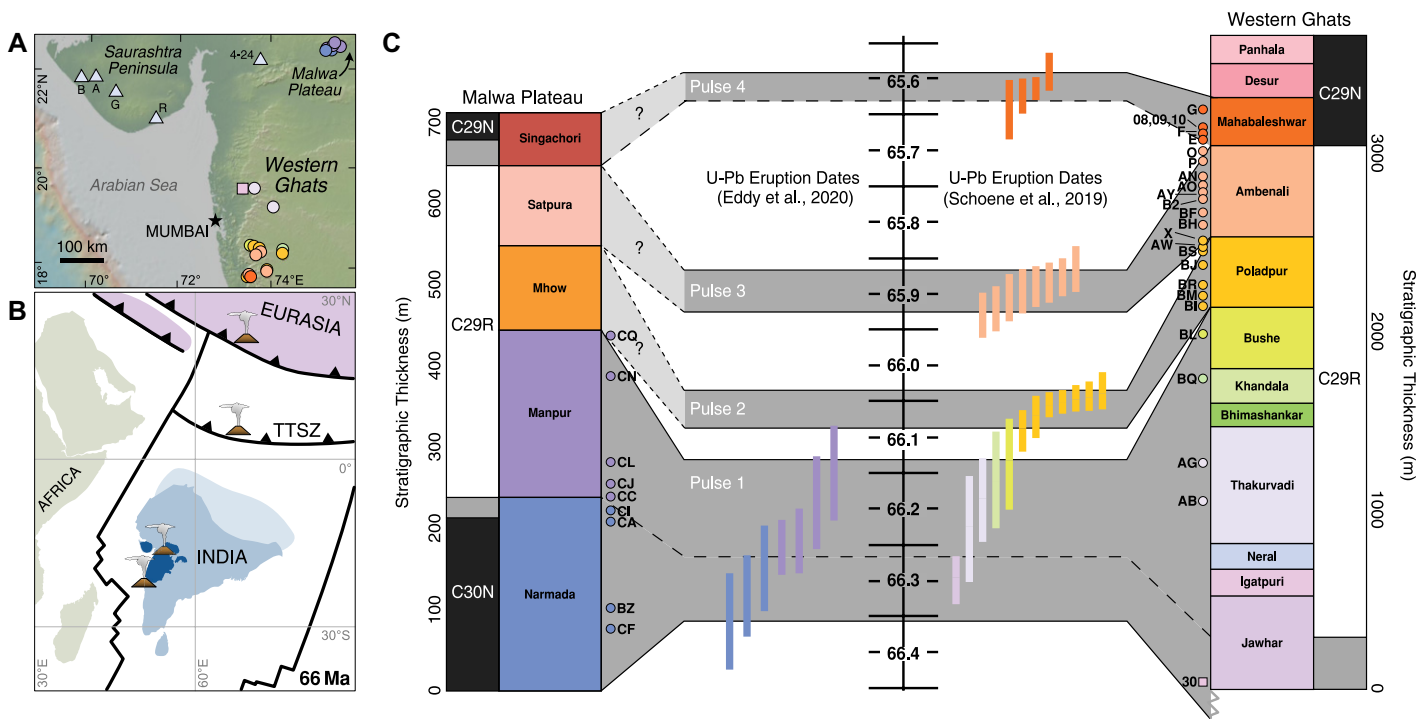 A
Saurashtra
Peninsula
4-24
Malwa
Plateau
B
A
G
R
22°N
20°
18°
Western
Ghats
Arabian Sea
MUMBAI
100 km
70°
72°
74°E
B
30°N
EURASIA
TTSZ
0°
AFRICA
INDIA
30°S
30°E
60°E
66 Ma
C
Malwa Plateau
Stratigraphic Thickness (m)
700
600
500
400
300
200
100
0
C29N
C29R
C30N
Singachori
Satpura
Mhow
Manpur
Narmada
CQ
CN
CL
CJ
CC
CI
CA
BZ
CF
?
?
?
Pulse 4
Pulse 3
Pulse 2
Pulse 1
U-Pb Eruption Dates
(Eddy et al., 2020)
U-Pb Eruption Dates
(Schoene et al., 2019)
65.6
65.7
65.8
65.9
66.0
66.1
66.2
66.3
66.4
Western Ghats
G
08,09,10
F
E
O
P
AN
AO
AY
B2
BF
BH
X
AW
BS
BJ
BR
BM
BI
BL
BQ
AG
AB
30
Panhala
Desur
Mahabaleshwar
Ambenali
Poladpur
Bushe
Khandala
Bhimashankar
Thakurvadi
Neral
Igatpuri
Jawhar
C29N
C29R
3000
2000
1000
0
Stratigraphic Thickness (m)